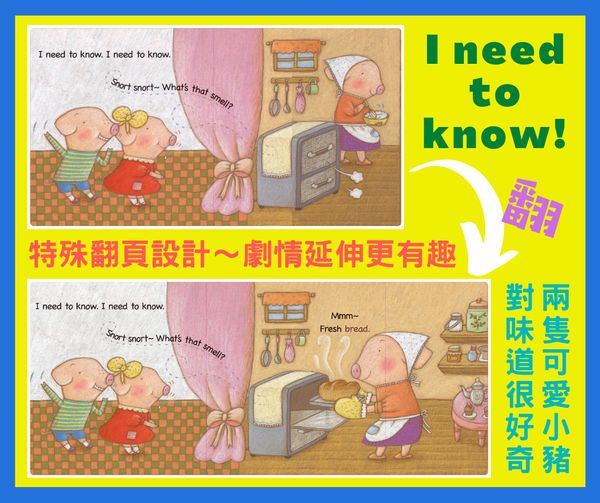 I need to know. I need to know.
Snort snort~ What's that smell?
I need
to
know!
翻
特殊翻頁設計～劇情延伸更有趣
I need to know. I need to know.
Snort snort~ What's that smell?
Mmm~
Fresh bread.
兩隻可愛小豬
對味道很好奇